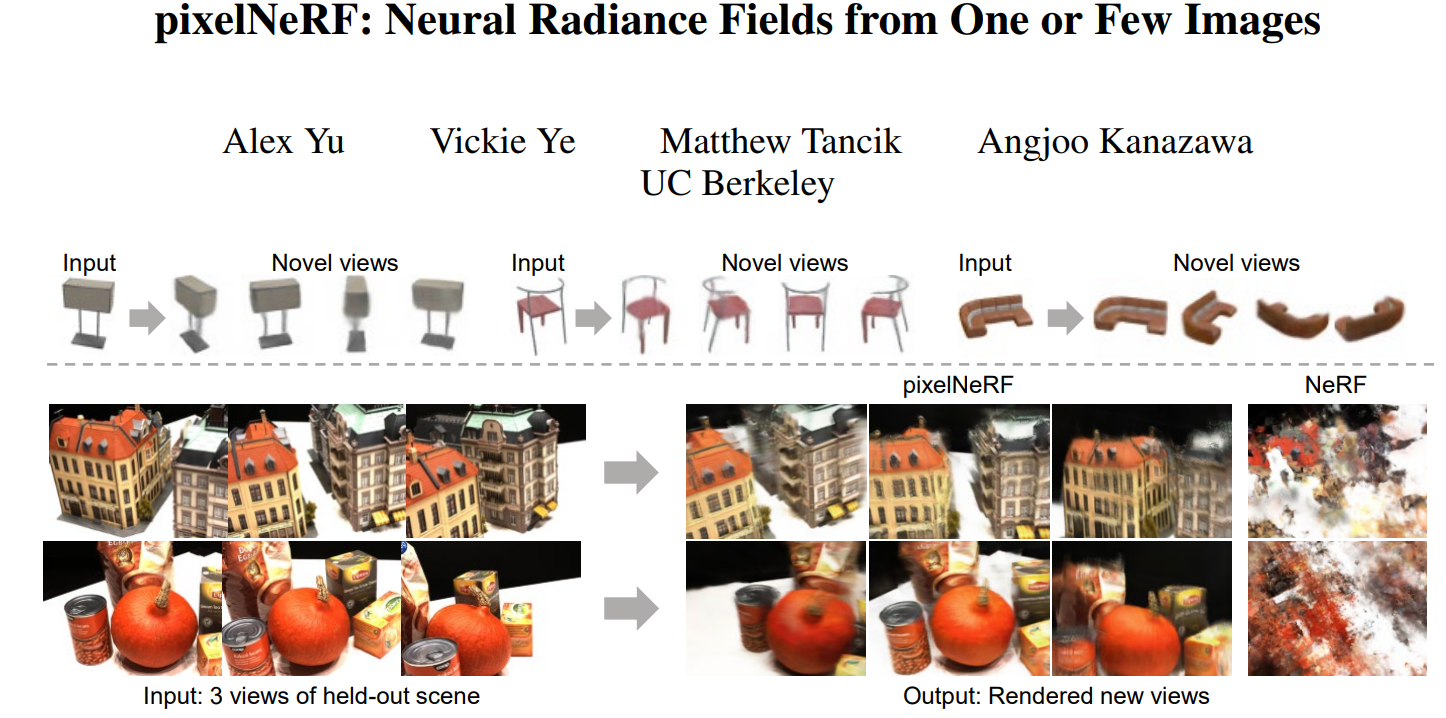 pixelNeRF: Neural Radiance Fields from One or Few Images
Alex Yu Vickie Ye Matthew Tancik Angjoo Kanazawa
UC Berkeley
Input Novel views Input Novel views Input Novel views
pixelNeRF NeRF
Input: 3 views of held-out scene Output: Rendered new views